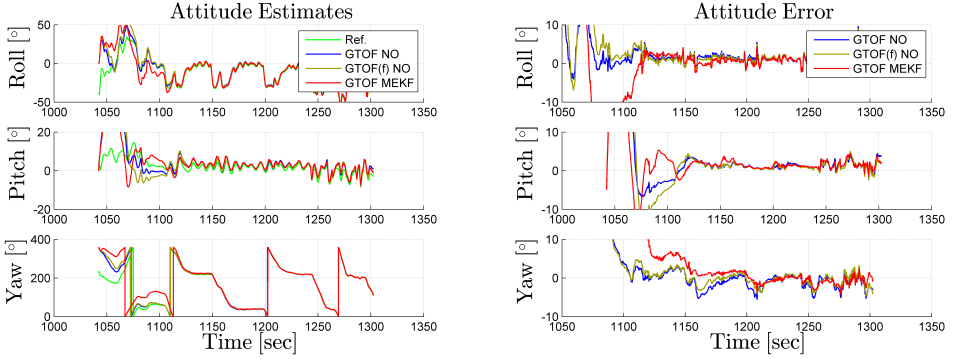 Attitude Estimates
Roll [°]
50
0
-50
Ref.
GTOF NO
GTOF(f) NO
GTOF MEKF
1000 1050 1100 1150 1200 1250 1300 1350
Pitch [°]
20
0
-20
1000 1050 1100 1150 1200 1250 1300 1350
Yaw [°]
400
200
0
1000 1050 1100 1150 1200 1250 1300 1350
Time [sec]
Attitude Error
Roll [°]
10
0
-10
GTOF NO
GTOF(f) NO
GTOF MEKF
1050 1100 1150 1200 1250 1300 1350
Pitch [°]
10
0
-10
1000 1050 1100 1150 1200 1250 1300 1350
Yaw [°]
10
0
-10
1050 1100 1150 1200 1250 1300 1350
Time [sec]